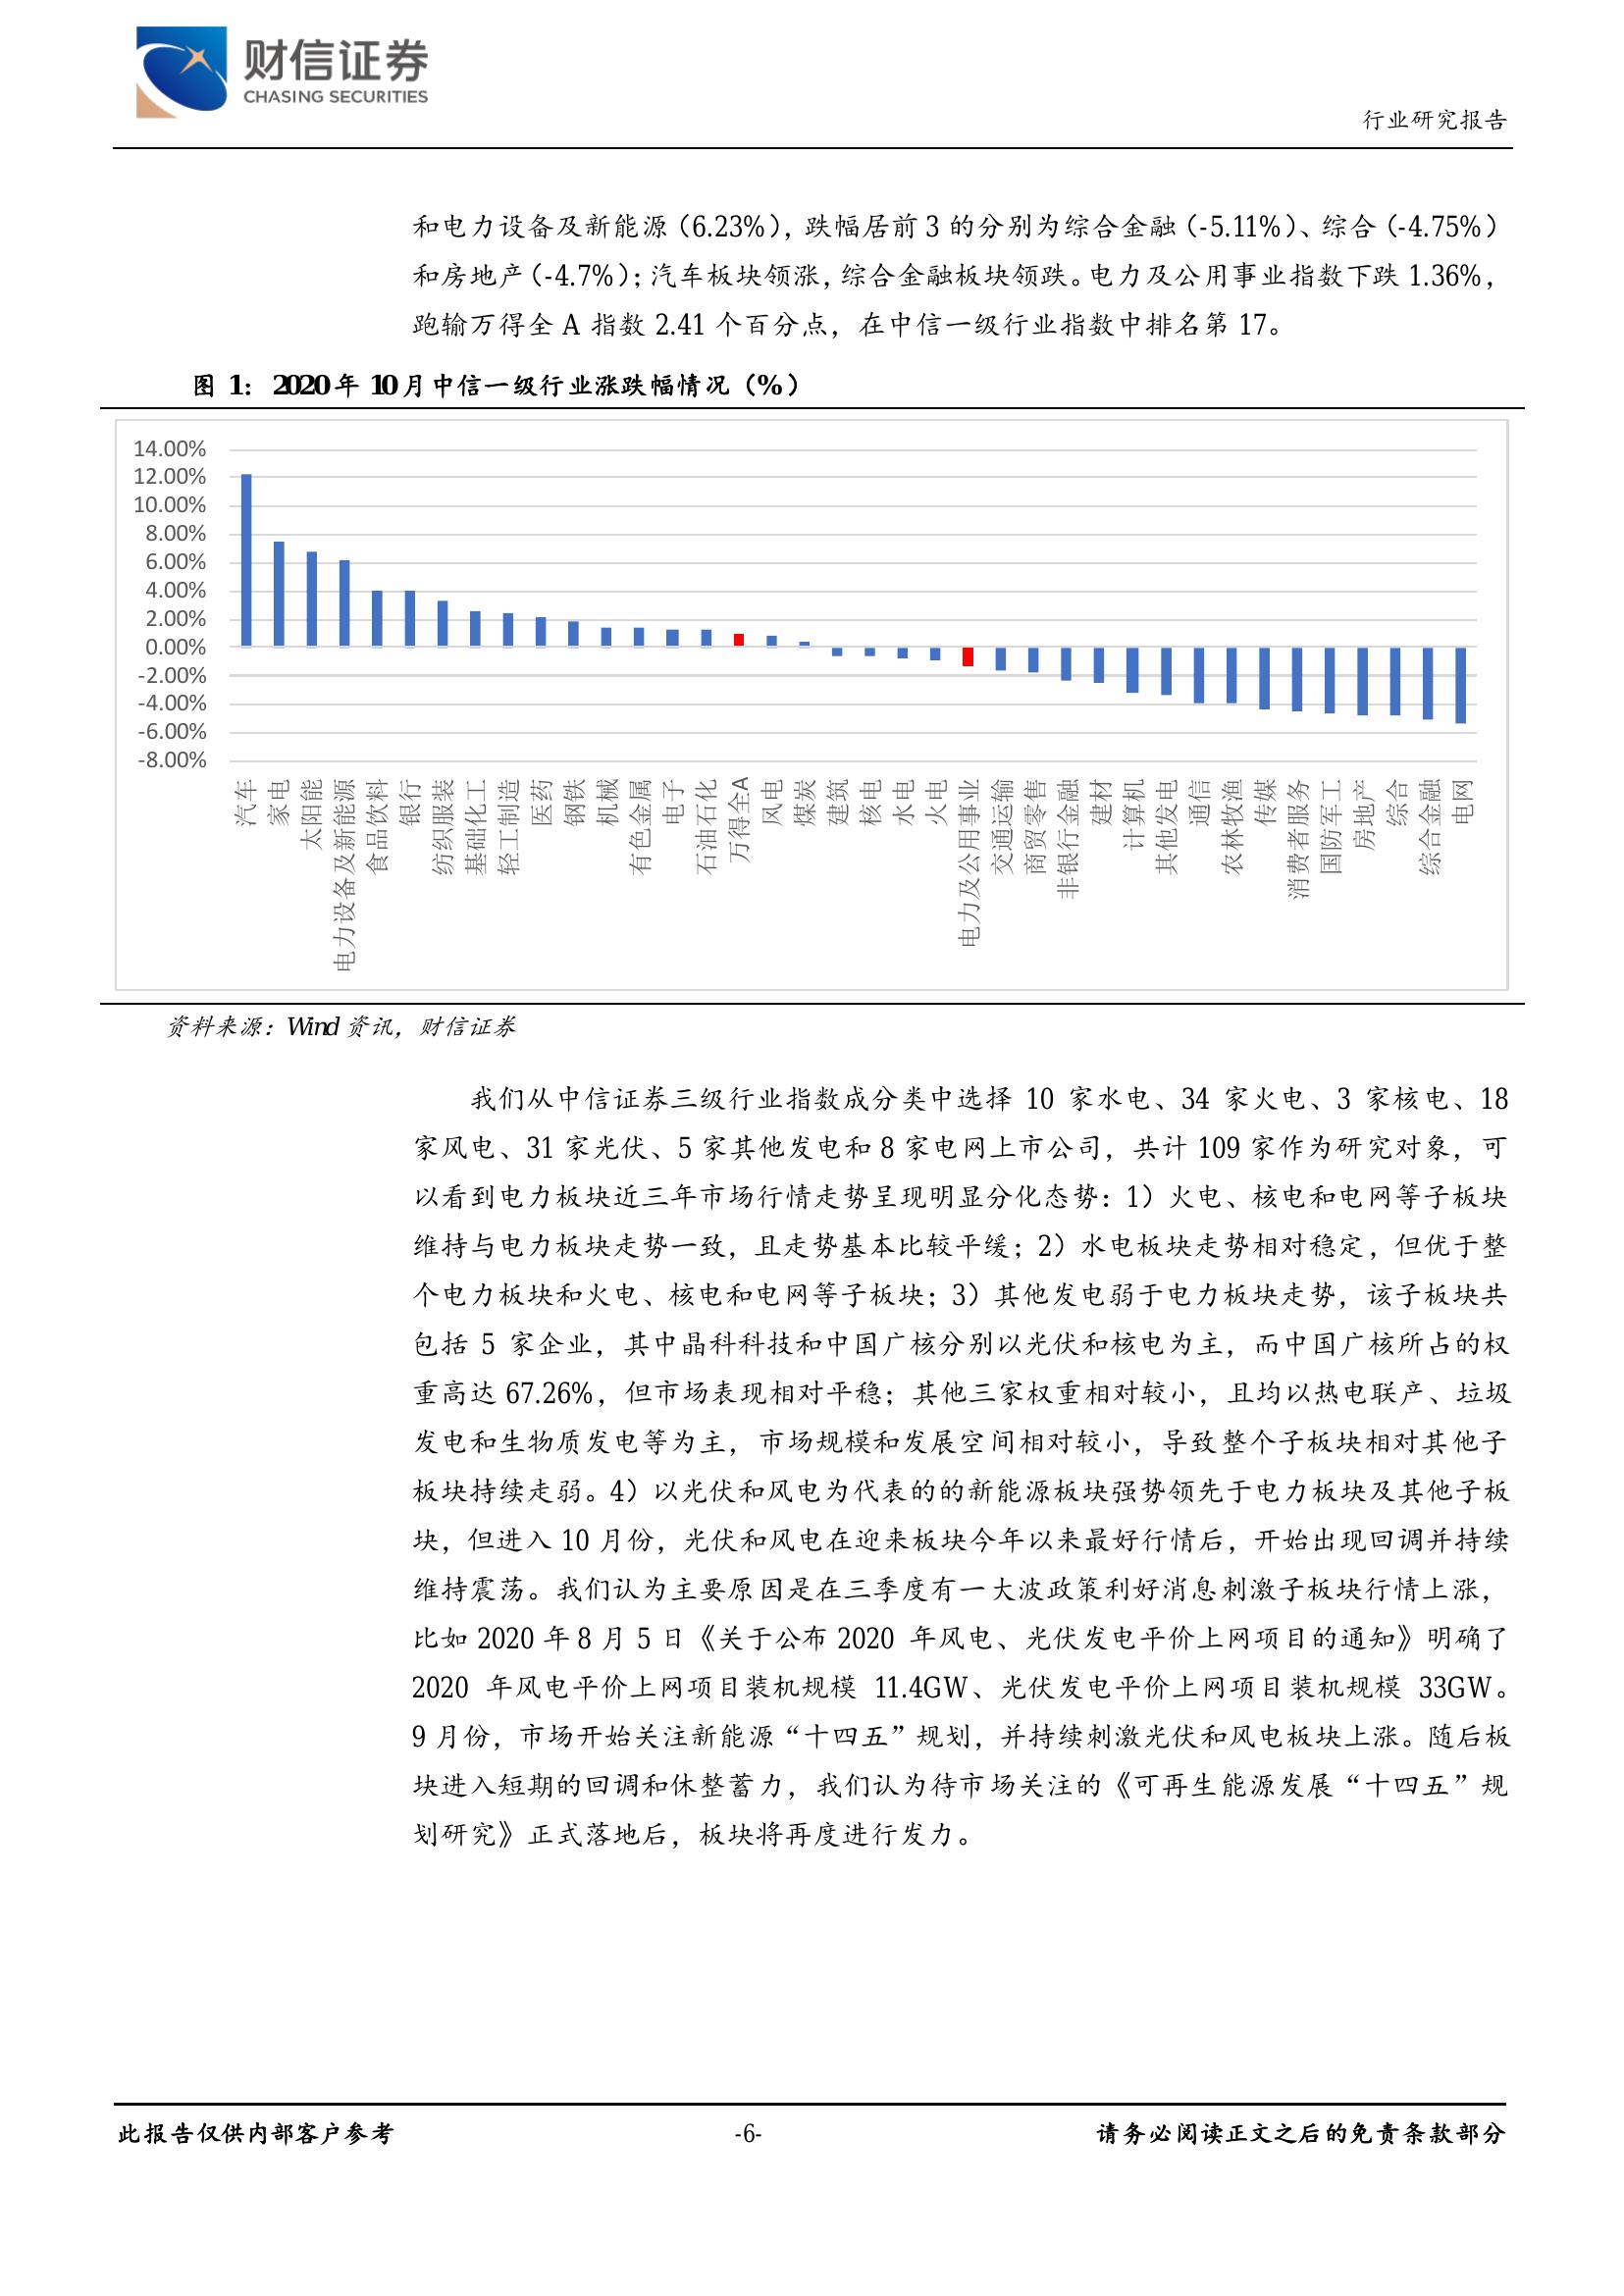 财信证券
CHASING SECURITIES
行业研究报告
和电力设备及新能源（6.23%），跌幅居前 3 的分别为综合金融（-5.11%）、综合（-4.75%）
和房地产（-4.7%）；汽车板块领涨，综合金融板块领跌。电力及公用事业指数下跌 1.36%，
跑输万得全 A 指数 2.41 个百分点，在中信一级行业指数中排名第 17。
图 1：2020 年 10 月中信一级行业涨跌幅情况（%）
14.00%
12.00%
10.00%
8.00%
6.00%
4.00%
2.00%
0.00%
-2.00%
-4.00%
-6.00%
-8.00%
汽车
家电
太阳能
电力设备及新能源
食品饮料
银行
纺织服装
基础化工
轻工制造
医药
钢铁
机械
有色金属
电子
石油石化
万得全A
风电
煤炭
建筑
核电
水电
火电
电力及公用事业
交通运输
商贸零售
非银行金融
建材
计算机
其他发电
通信
农林牧渔
传媒
消费者服务
国防军工
房地产
综合
综合金融
电网
资料来源：Wind 资讯，财信证券
我们从中信证券三级行业指数成分类中选择 10 家水电、34 家火电、3 家核电、18
家风电、31 家光伏、5 家其他发电和 8 家电网上市公司，共计 109 家作为研究对象，可
以看到电力板块近三年市场行情走势呈现明显分化态势：1）火电、核电和电网等子板块
维持与电力板块走势一致，且走势基本比较平缓；2）水电板块走势相对稳定，但优于整
个电力板块和火电、核电和电网等子板块；3）其他发电弱于电力板块走势，该子板块共
包括 5 家企业，其中晶科科技和中国广核分别以光伏和核电为主，而中国广核所占的权
重高达 67.26%，但市场表现相对平稳；其他三家权重相对较小，且均以热电联产、垃圾
发电和生物质发电等为主，市场规模和发展空间相对较小，导致整个子板块相对其他子
板块持续走弱。4）以光伏和风电为代表的的新能源板块强势领先于电力板块及其他子板
块，但进入 10 月份，光伏和风电在迎来板块今年以来最好行情后，开始出现回调并持续
维持震荡。我们认为主要原因是在三季度有一大波政策利好消息刺激子板块行情上涨，
比如 2020 年 8 月 5 日《关于公布 2020 年风电、光伏发电平价上网项目的通知》明确了
2020 年风电平价上网项目装机规模 11.4GW、光伏发电平价上网项目装机规模 33GW。
9 月份，市场开始关注新能源“十四五”规划，并持续刺激光伏和风电板块上涨。随后板
块进入短期的回调和休整蓄力，我们认为待市场关注的《可再生能源发展“十四五”规
划研究》正式落地后，板块将再度进行发力。
此报告仅供内部客户参考
-6-
请务必阅读正文之后的免责条款部分